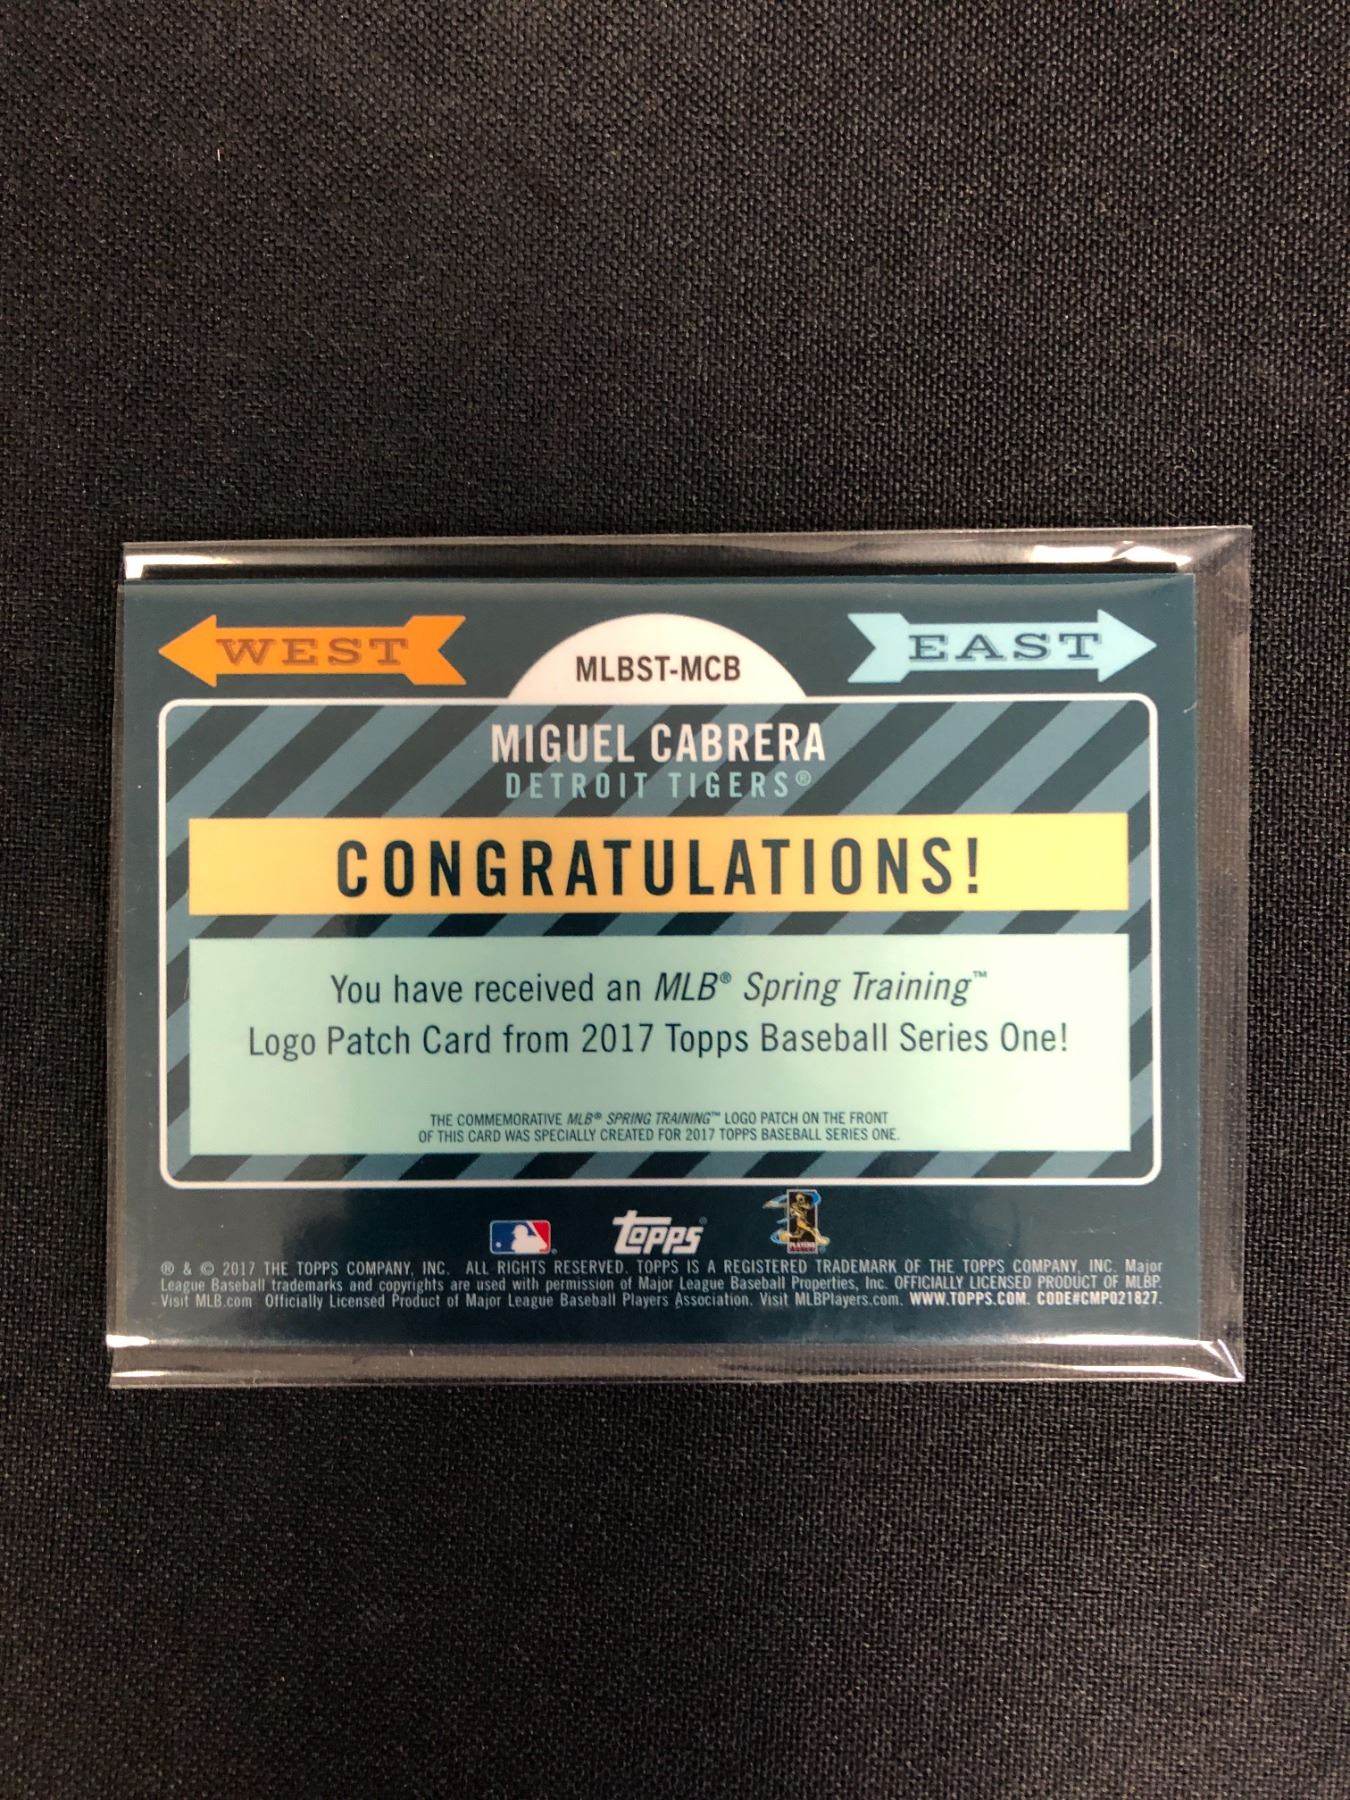 WEST
MLBST-MCB
EAST
MIGUEL CABRERA
DETROIT TIGERS®
CONGRATULATIONS!
You have received an MLB® Spring Training™
Logo Patch Card from 2017 Topps Baseball Series One!
THE COMMEMORATIVE MLB® SPRING TRAINING™ LOGO PATCH ON THE FRONT
OF THIS CARD WAS SPECIALLY CREATED FOR 2017 TOPPS BASEBALL SERIES ONE.
topps
® & © 2017 THE TOPPS COMPANY, INC. ALL RIGHTS RESERVED. TOPPS IS A REGISTERED TRADEMARK OF THE TOPPS COMPANY, INC. Major
League Baseball trademarks and copyrights are used with permission of Major League Baseball Properties, Inc. OFFICIALLY LICENSED PRODUCT OF MLBP.
Visit MLB.com Officially Licensed Product of Major League Baseball Players Association. Visit MLBPlayers.com. WWW.TOPPS.COM. CODE#CMP021827.